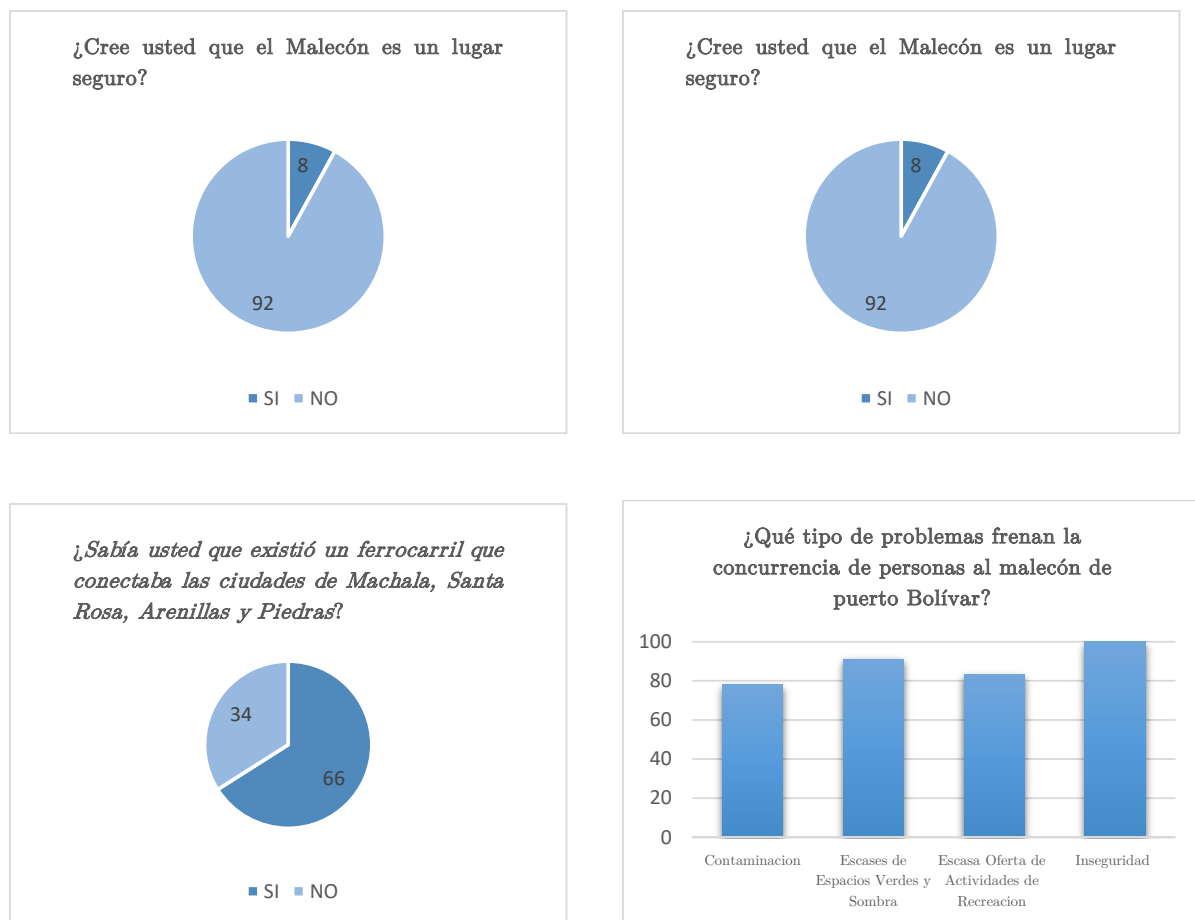 ¿Cree usted que el Malecón es un lugar
seguro?
8
92
SI NO
¿Cree usted que el Malecón es un lugar
seguro?
8
92
SI NO
¿Sabía usted que existió un ferrocarril que
conectaba las ciudades de Machala, Santa
Rosa, Arenillas y Piedras?
34
66
SI NO
¿Qué tipo de problemas frenan la
concurrencia de personas al malecón de
puerto Bolívar?
100
80
60
40
20
0
Contaminacion
Escases de
Espacios Verdes y
Sombra
Escasa Oferta de
Actividades de
Recreacion
Inseguridad